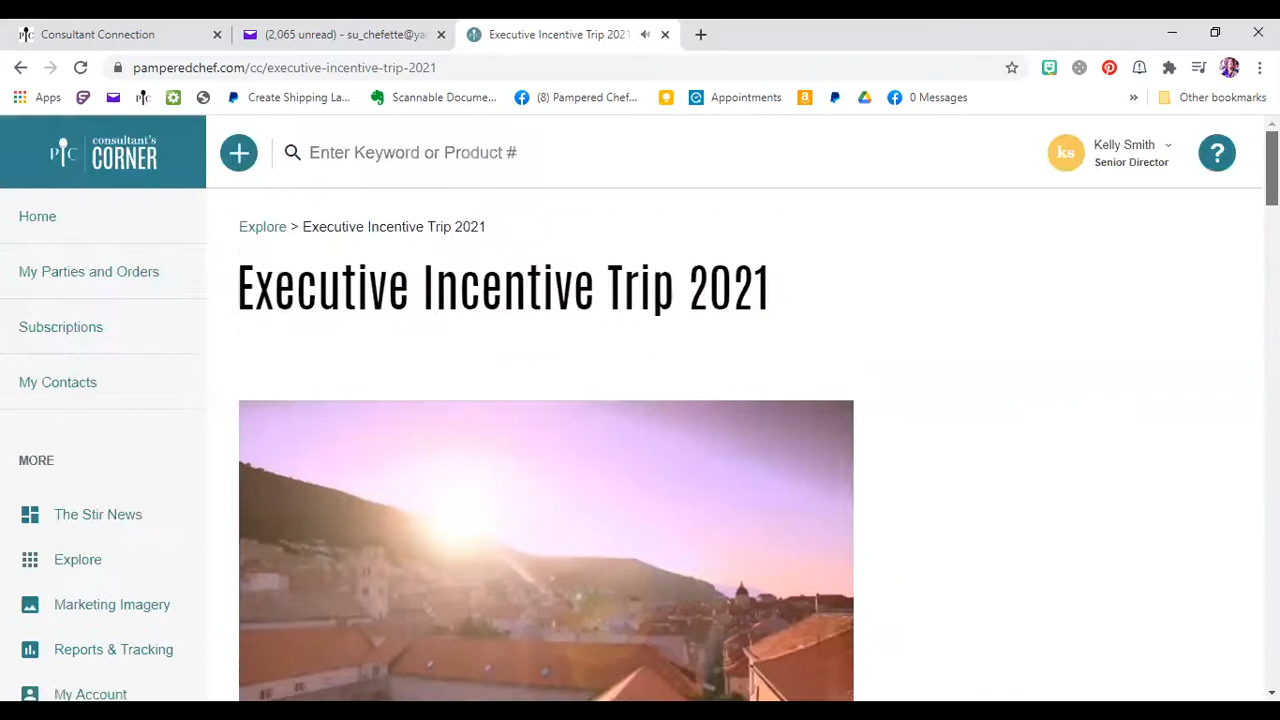 Consultant Connection
(2,065 unread) - su_chefette@ya
Executive Incentive Trip 2021
pamperedchef.com/cc/executive-incentive-trip-2021
Apps
Create Shipping La...
Scannable Docume...
(8) Pampered Chef...
Appointments
0 Messages
»
Other bookmarks
PC consultant's
CORNER
Enter Keyword or Product #
ks
Kelly Smith
Senior Director
?
Home
My Parties and Orders
Subscriptions
My Contacts
MORE
The Stir News
Explore
Marketing Imagery
Reports & Tracking
My Account
Explore > Executive Incentive Trip 2021
Executive Incentive Trip 2021